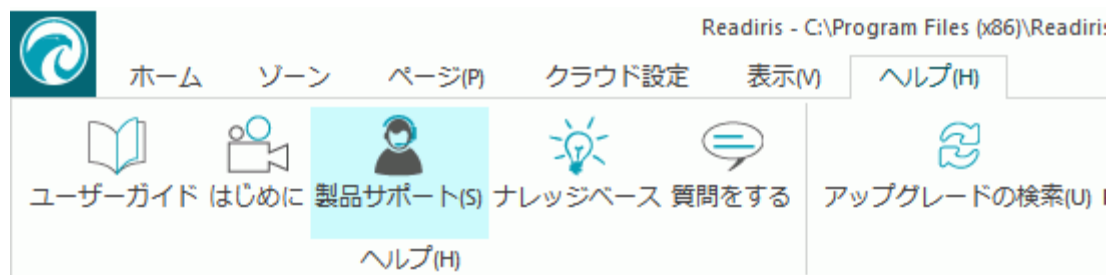 Readiris - C:\Program Files (x86)\Readiris
ホーム ゾーン ページ(P) クラウド設定 表示(V) ヘルプ(H)
ユーザーガイド はじめに 製品サポート(S) ナレッジベース 質問をする アップグレードの検索(U)
ヘルプ(H)